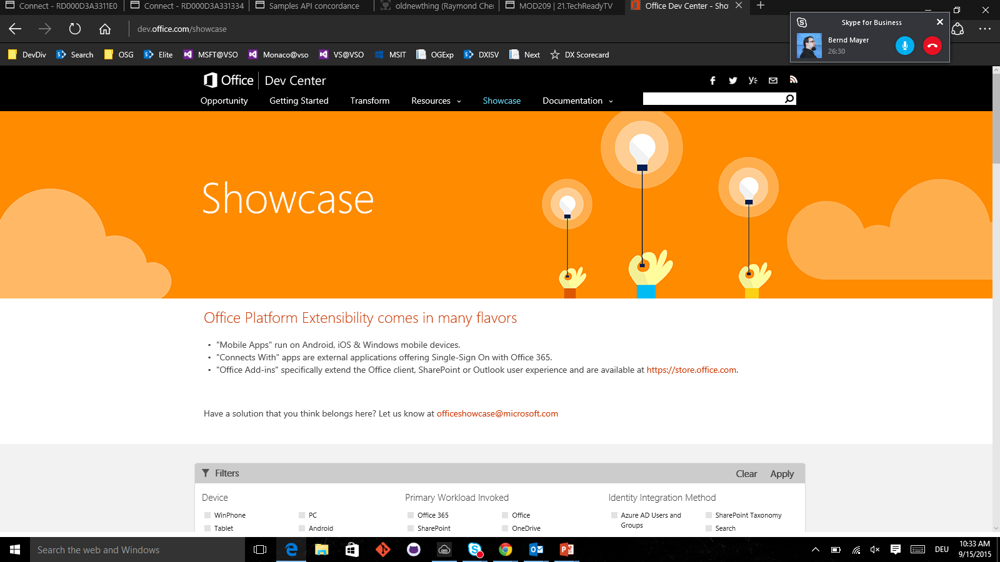 Connect - RD000D3A3311E0
Connect - RD000D3A331334
Samples API concordance
oldnewthing (Raymond Che
MOD209 | 21.TechReadyTV
Office Dev Center - Sho
dev.office.com/showcase
Skype for Business
Bernd Mayer
26:30
DevDiv
Search
OSG
Elite
MSFT@VSO
Monaco@vso
VS@VSO
MSIT
OGExp
DXISV
Next
DX Scorecard
Office
Dev Center
Opportunity
Getting Started
Transform
Resources
Showcase
Documentation
Showcase
Office Platform Extensibility comes in many flavors
• "Mobile Apps" run on Android, iOS & Windows mobile devices.
• "Connects With" apps are external applications offering Single-Sign On with Office 365.
• "Office Add-ins" specifically extend the Office client, SharePoint or Outlook user experience and are available at https://store.office.com.
Have a solution that you think belongs here? Let us know at officeshowcase@microsoft.com
Filters
Clear
Apply
Device
Primary Workload Invoked
Identity Integration Method
WinPhone
PC
Office 365
Office
Azure AD Users and
Groups
SharePoint Taxonomy
Tablet
Android
SharePoint
OneDrive
Search
Search the web and Windows
DEU
10:33 AM
9/15/2015